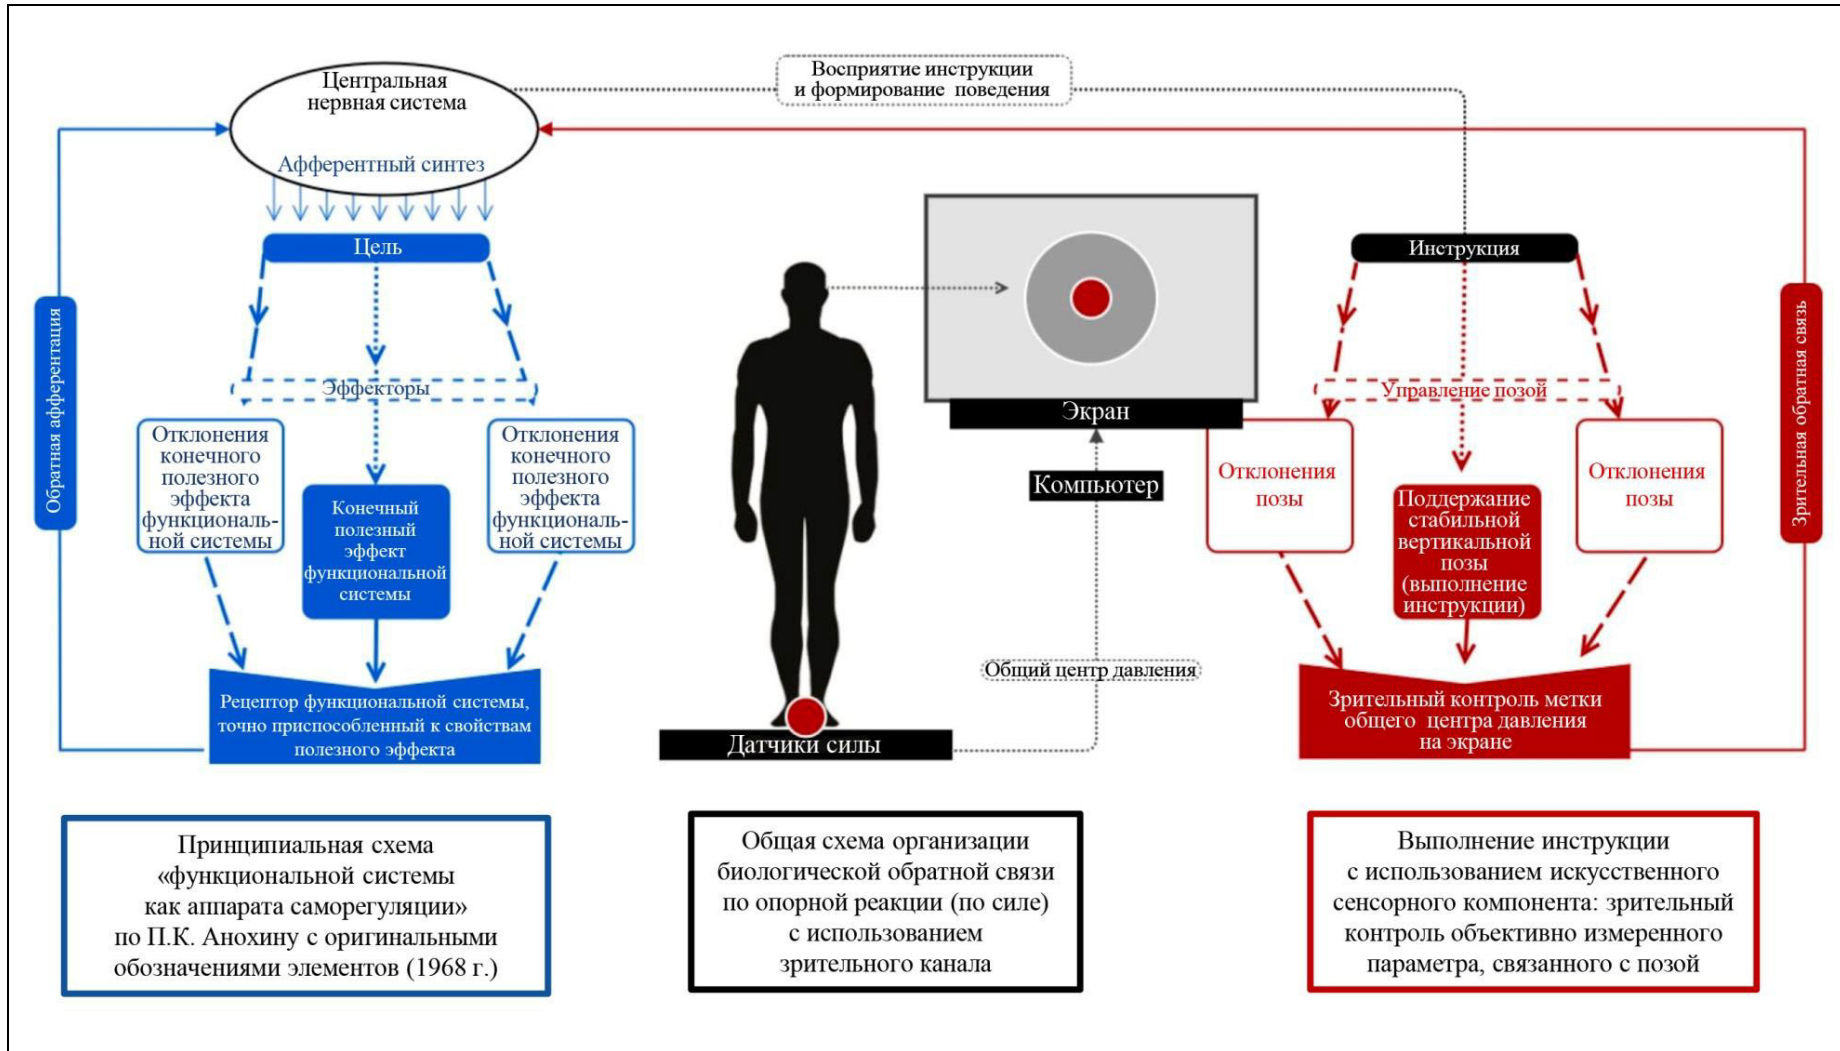 Центральная
нервная система
Афферентный синтез
Восприятие инструкции
и формирование поведения
Цель
Инструкция
Обратная афферентация
Эффекторы
Отклонения
конечного
полезного
эффекта
функциональ-
ной системы
Конечный
полезный
эффект
функциональной
системы
Отклонения
конечного
полезного
эффекта
функциональ-
ной системы
Рецептор функциональной системы,
точно приспособленный к свойствам
полезного эффекта
Экран
Компьютер
Общий центр давления
Датчики силы
Управление позой
Отклонения
позы
Поддержание
стабильной
вертикальной
позы
(выполнение
инструкции)
Отклонения
позы
Зрительная обратная связь
Зрительный контроль метки
общего центра давления
на экране
Принципиальная схема
«функциональной системы
как аппарата саморегуляции»
по П.К. Анохину с оригинальными
обозначениями элементов (1968 г.)
Общая схема организации
биологической обратной связи
по опорной реакции (по силе)
с использованием
зрительного канала
Выполнение инструкции
с использованием искусственного
сенсорного компонента: зрительный
контроль объективно измеренного
параметра, связанного с позой